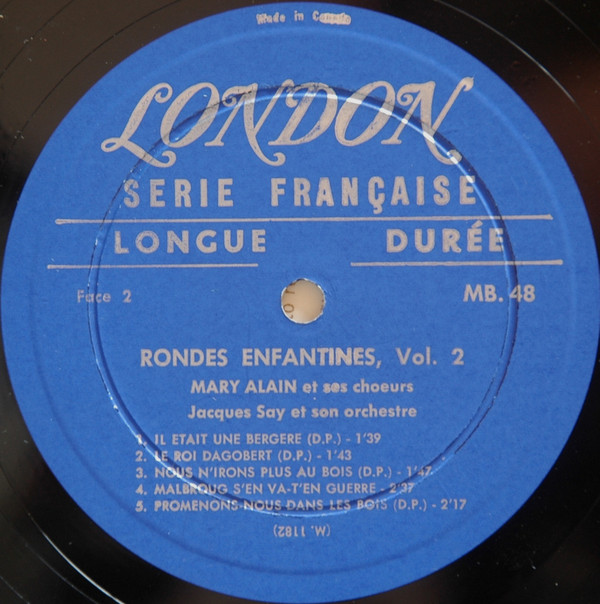 Made in Canada
LONDON
SERIE FRANÇAISE
LONGUE DURÉE
Face 2
MB. 48
RONDES ENFANTINES, Vol. 2
MARY ALAIN et ses choeurs
Jacques Say et son orchestre
1. IL ETAIT UNE BERGERE (D.P.) - 1'39
2. LE ROI DAGOBERT (D.P.) - 1'43
3. NOUS N'IRONS PLUS AU BOIS (D.P.) - 1'47
4. MALBROUG S'EN VA-T'EN GUERRE - 2'37
5. PROMENONS-NOUS DANS LES BOIS (D.P.) - 2'17
(M. 1182)